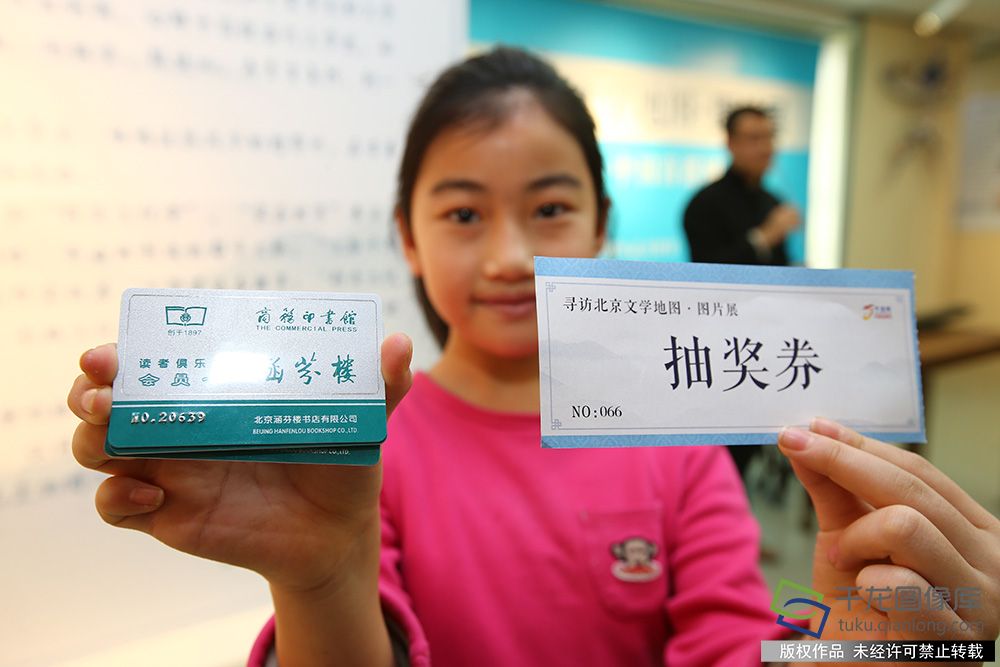 创于1897
商務印書館
THE COMMERCIAL PRESS
读者俱乐
会员
涵芬楼
NO.20639
北京涵芬楼书店有限公司
BEIJING HANFENLOU BOOKSHOP CO.,LTD.
寻访北京文学地图·图片展
抽奖券
NO:066
千龙图像库
tuku.qianlong.com
版权作品 未经许可禁止转载